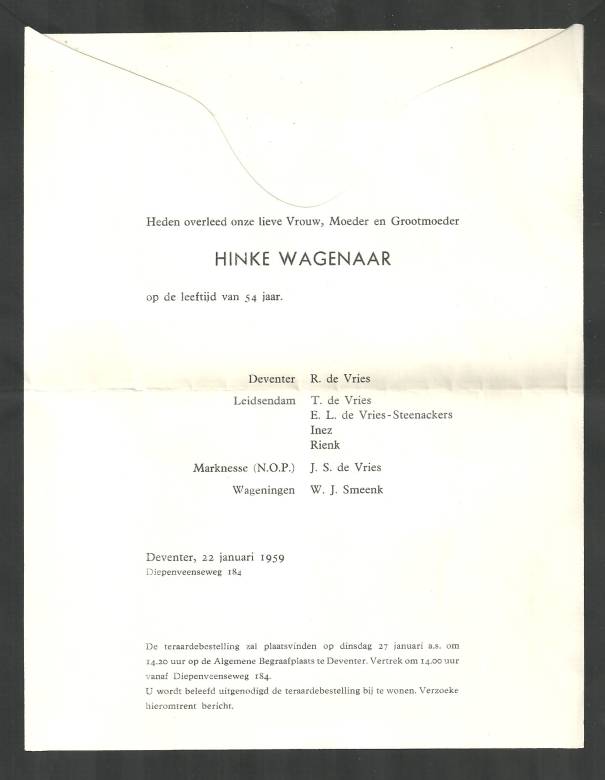 Heden overleed onze lieve Vrouw, Moeder en Grootmoeder
HINKE WAGENAAR
op de leeftijd van 54 jaar.
Deventer R. de Vries
Leidsendam T. de Vries
E. L. de Vries-Steenackers
Inez
Rienk
Marknesse (N.O.P.) J. S. de Vries
Wageningen W. J. Smeenk
Deventer, 22 januari 1959
Diepenveenseweg 184
De teraardebestelling zal plaatsvinden op dinsdag 27 januari a.s. om
14.20 uur op de Algemene Begraafplaats te Deventer. Vertrek om 14.00 uur
vanaf Diepenveenseweg 184.
U wordt beleefd uitgenodigd de teraardebestelling bij te wonen. Verzoeke
hieromtrent bericht.